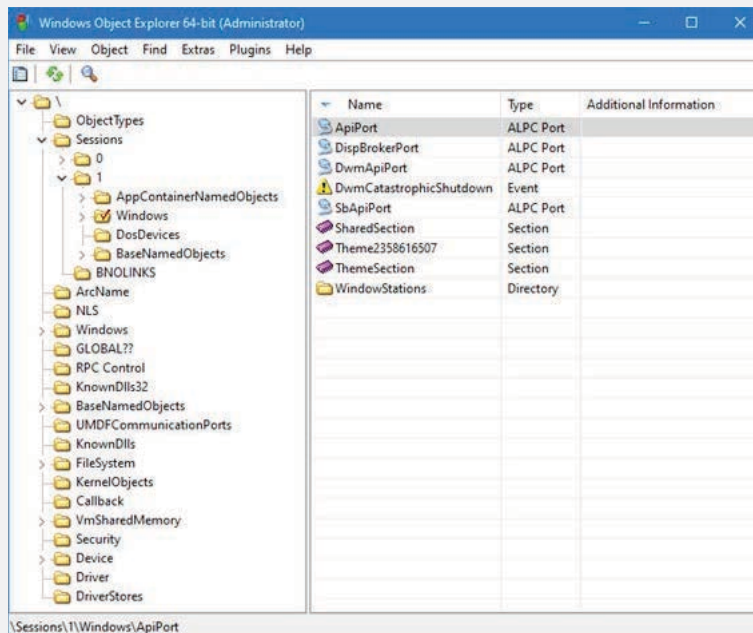 Windows Object Explorer 64-bit (Administrator)
File View Object Find Extras Plugins Help
\
ObjectTypes
Sessions
0
1
AppContainerNamedObjects
Windows
DosDevices
BaseNamedObjects
BNOLINKS
ArcName
NLS
Windows
GLOBAL??
RPC Control
KnownDlls32
BaseNamedObjects
UMDFCommunicationPorts
KnownDlls
FileSystem
KernelObjects
Callback
VmSharedMemory
Security
Device
Driver
DriverStores
Name Type Additional Information
ApiPort ALPC Port
DispBrokerPort ALPC Port
DwmApiPort ALPC Port
DwmCatastrophicShutdown Event
SbApiPort ALPC Port
SharedSection Section
Theme2358616507 Section
ThemeSection Section
WindowStations Directory
\Sessions\1\Windows\ApiPort